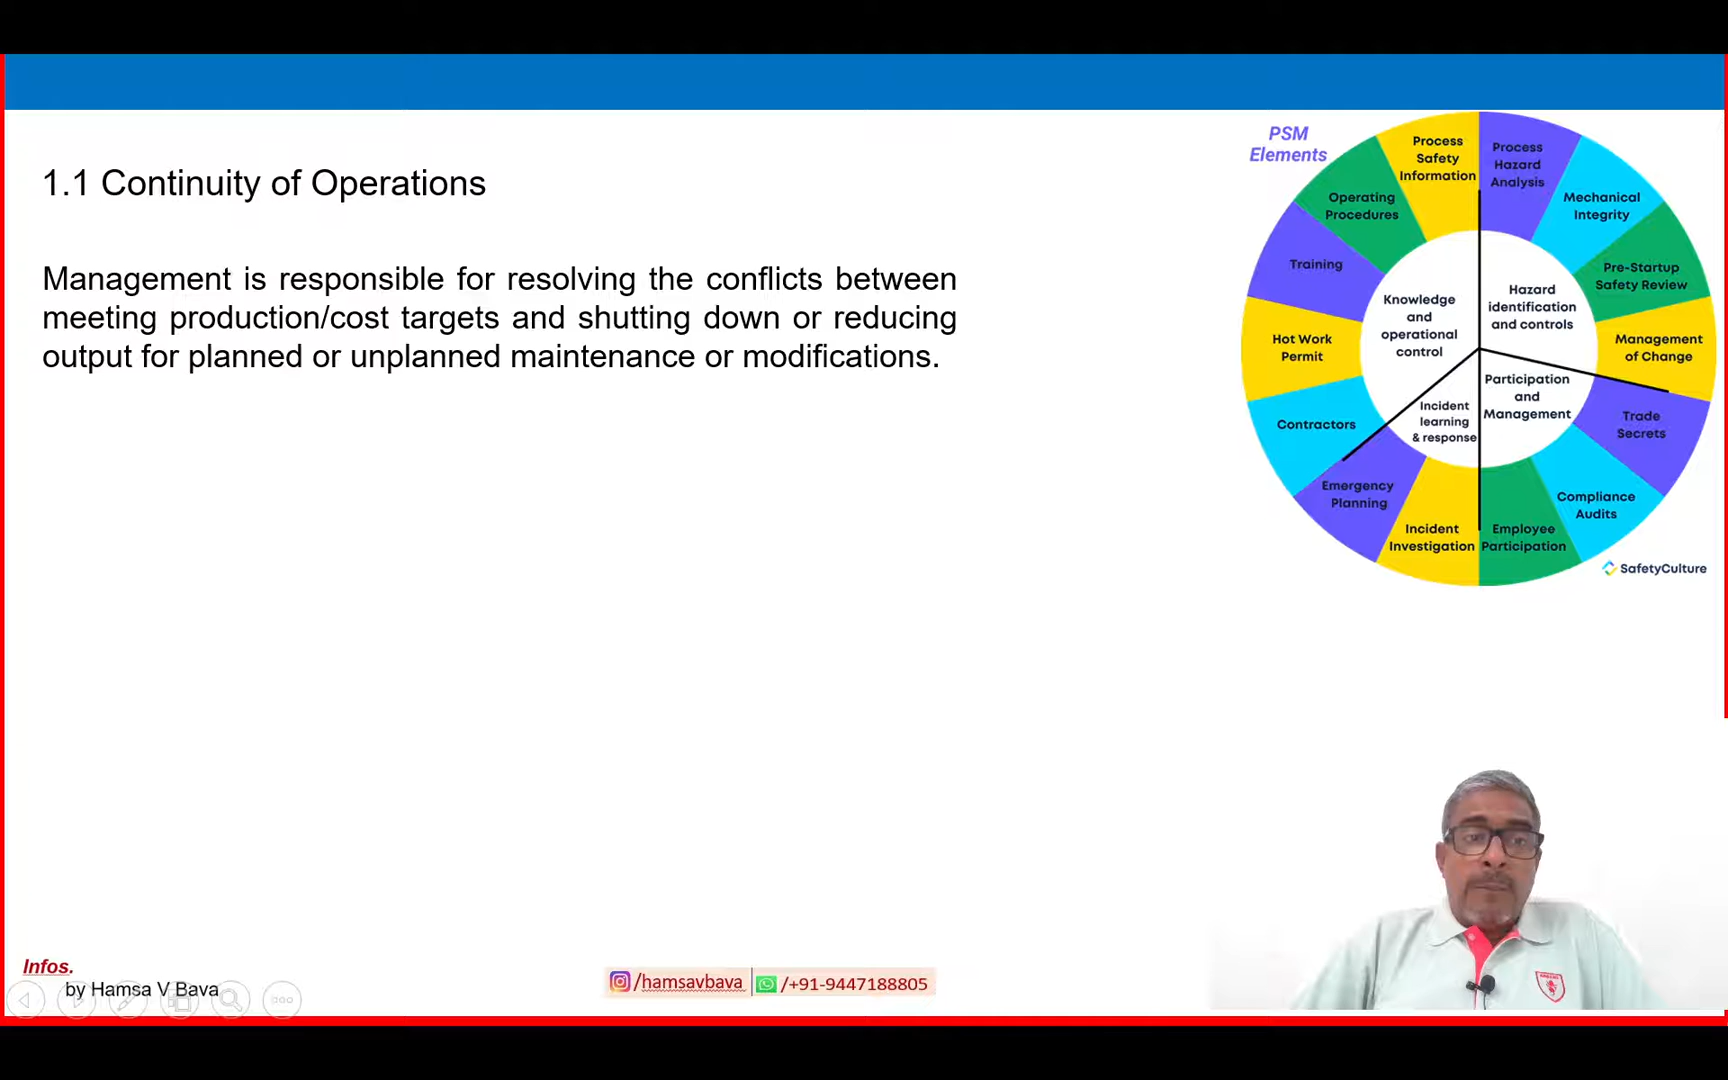 1.1 Continuity of Operations
Management is responsible for resolving the conflicts between
meeting production/cost targets and shutting down or reducing
output for planned or unplanned maintenance or modifications.
PSM
Elements
Process
Safety
Information
Process
Hazard
Analysis
Mechanical
Integrity
Pre-Startup
Safety Review
Management
of Change
Trade
Secrets
Compliance
Audits
Employee
Participation
Incident
Investigation
Emergency
Planning
Contractors
Hot Work
Permit
Training
Operating
Procedures
Knowledge
and
operational
control
Hazard
identification
and controls
Participation
and
Management
Incident
learning
& response
SafetyCulture
Infos.
by Hamsa V Bava
/hamsavbava
/+91-9447188805